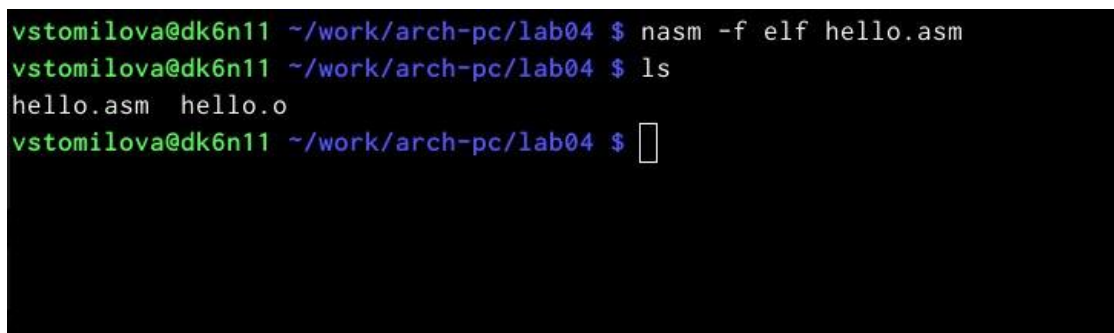 vstomilova@dk6n11 ~/work/arch-pc/lab04 $ nasm -f elf hello.asm
vstomilova@dk6n11 ~/work/arch-pc/lab04 $ ls
hello.asm  hello.o
vstomilova@dk6n11 ~/work/arch-pc/lab04 $